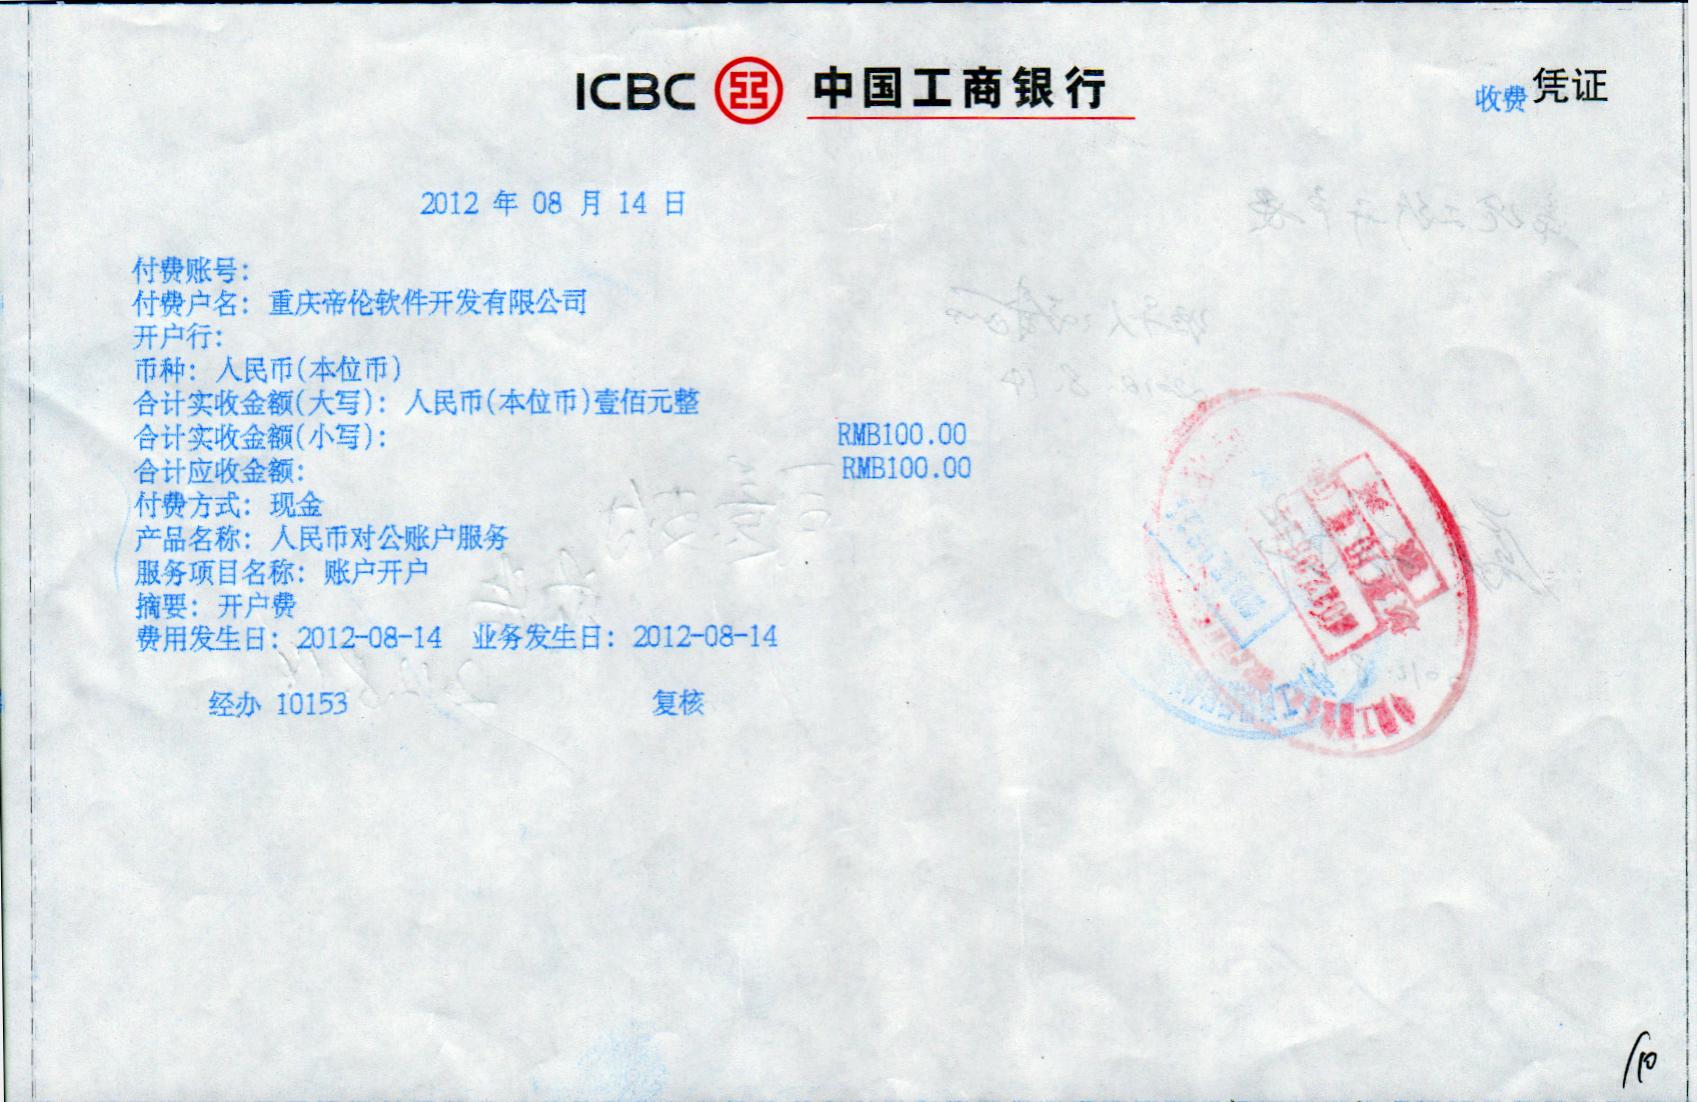 ICBC 中国工商银行
收费凭证
2012 年 08 月 14 日
付费账号:
付费户名: 重庆帝伦软件开发有限公司
开户行:
币种: 人民币(本位币)
合计实收金额(大写): 人民币(本位币)壹佰元整
合计实收金额(小写): RMB100.00
合计应收金额: RMB100.00
付费方式: 现金
产品名称: 人民币对公账户服务
服务项目名称: 账户开户
摘要: 开户费
费用发生日: 2012-08-14 业务发生日: 2012-08-14
经办 10153 复核
/10